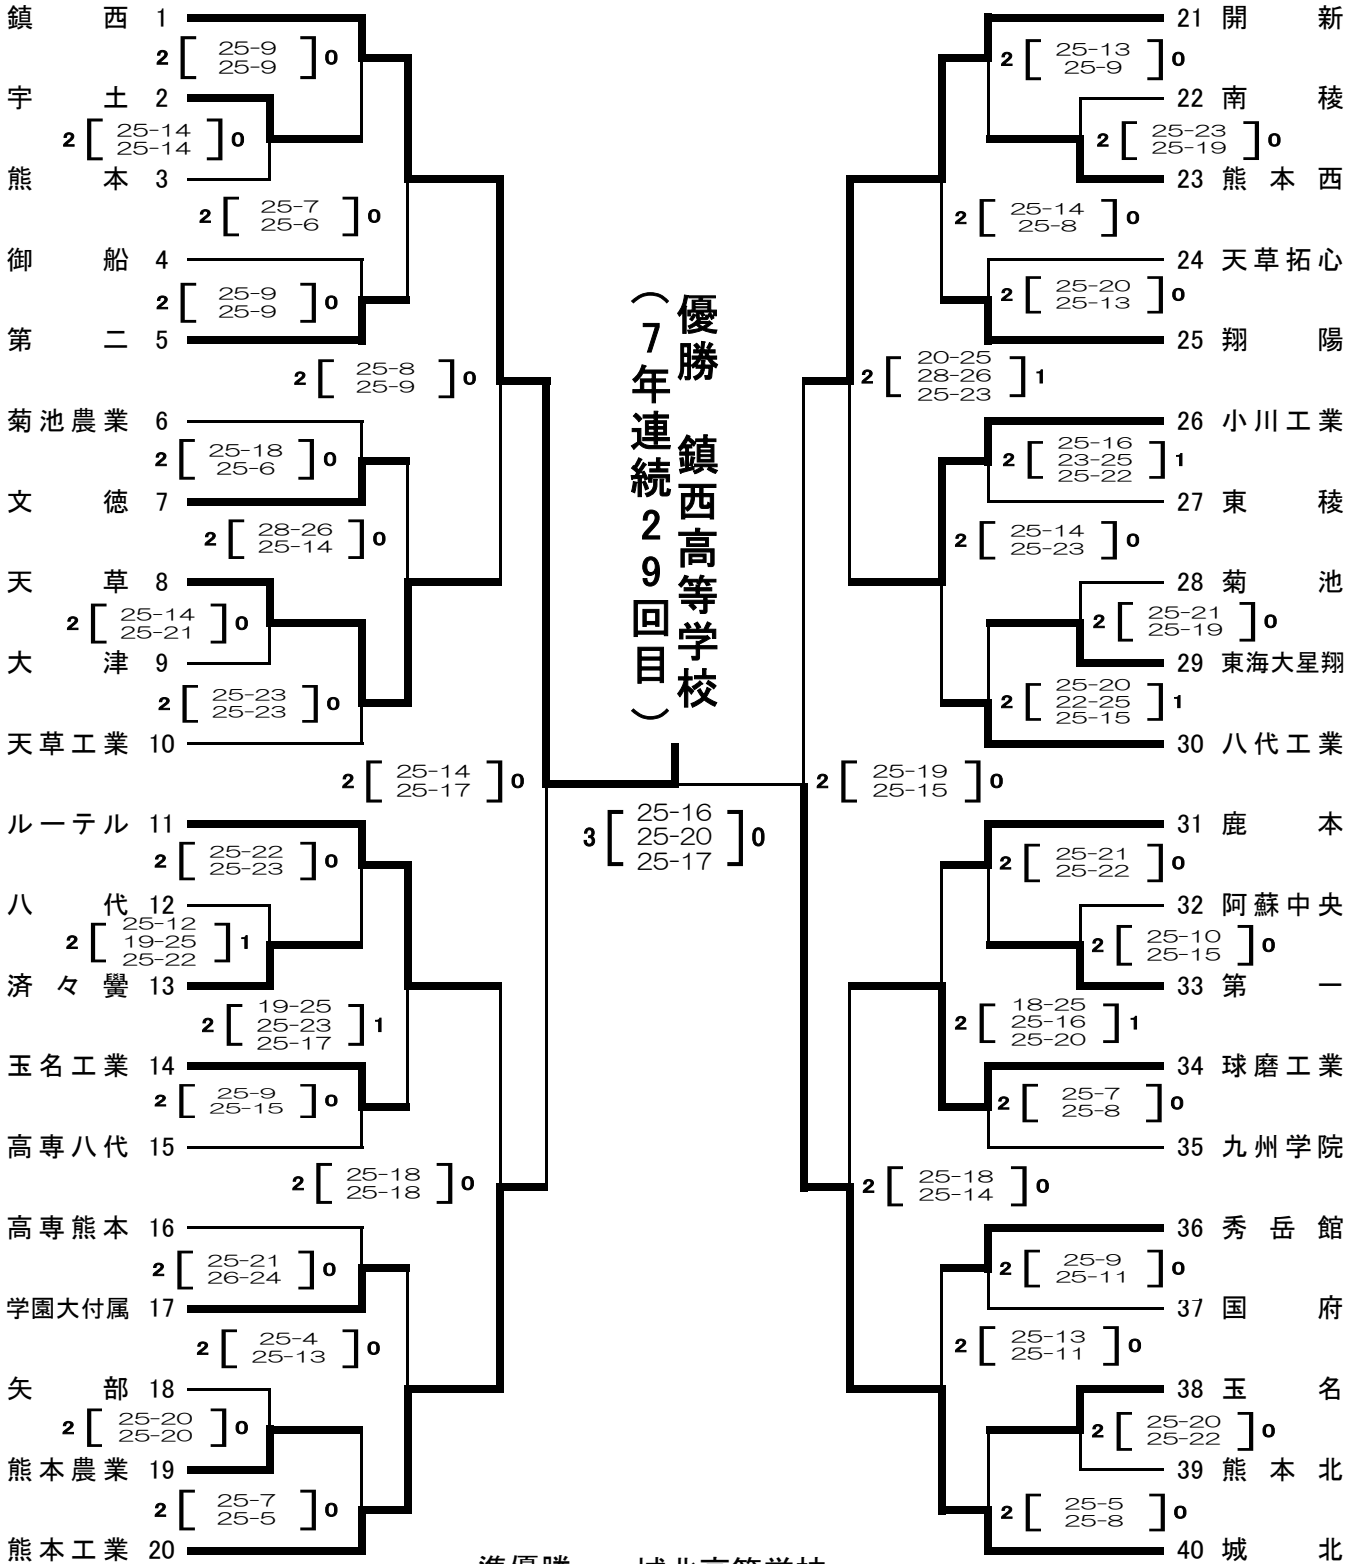 鎮西 1
2 [ 25-9 ] 0
25-9
宇土 2
2 [ 25-14 ] 0
25-14
熊本 3
2 [ 25-7 ] 0
25-6
御船 4
2 [ 25-9 ] 0
25-9
第二 5
2 [ 25-8 ] 0
25-9
菊池農業 6
2 [ 25-18 ] 0
25-6
文徳 7
2 [ 28-26 ] 0
25-14
天草 8
2 [ 25-14 ] 0
25-21
大津 9
2 [ 25-23 ] 0
25-23
天草工業 10
2 [ 25-14 ] 0
25-17
ルーテル 11
2 [ 25-22 ] 0
25-23
八代 12
25-12
2 [ 19-25 ] 1
25-22
済々黌 13
19-25
2 [ 25-23 ] 1
25-17
玉名工業 14
2 [ 25-9 ] 0
25-15
高専八代 15
2 [ 25-18 ] 0
25-18
高専熊本 16
2 [ 25-21 ] 0
26-24
学園大付属 17
2 [ 25-4 ] 0
25-13
矢部 18
2 [ 25-20 ] 0
25-20
熊本農業 19
2 [ 25-7 ] 0
25-5
熊本工業 20
優勝 鎮西高等学校
(7年連続29回目)
25-16
3 [ 25-20 ] 0
25-17
21 開新
2 [ 25-13 ] 0
25-9
22 南稜
2 [ 25-23 ] 0
25-19
23 熊本西
2 [ 25-14 ] 0
25-8
24 天草拓心
2 [ 25-20 ] 0
25-13
25 翔陽
20-25
2 [ 28-26 ] 1
25-23
26 小川工業
25-16
2 [ 23-25 ] 1
25-22
27 東稜
2 [ 25-14 ] 0
25-23
28 菊池
2 [ 25-21 ] 0
25-19
29 東海大星翔
25-20
2 [ 22-25 ] 1
25-15
30 八代工業
2 [ 25-19 ] 0
25-15
31 鹿本
2 [ 25-21 ] 0
25-22
32 阿蘇中央
2 [ 25-10 ] 0
25-15
33 第一
18-25
2 [ 25-16 ] 1
25-20
34 球磨工業
2 [ 25-7 ] 0
25-8
35 九州学院
2 [ 25-18 ] 0
25-14
36 秀岳館
2 [ 25-9 ] 0
25-11
37 国府
2 [ 25-13 ] 0
25-11
38 玉名
2 [ 25-20 ] 0
25-22
39 熊本北
2 [ 25-5 ] 0
25-8
40 城北
準優勝 城北高等学校